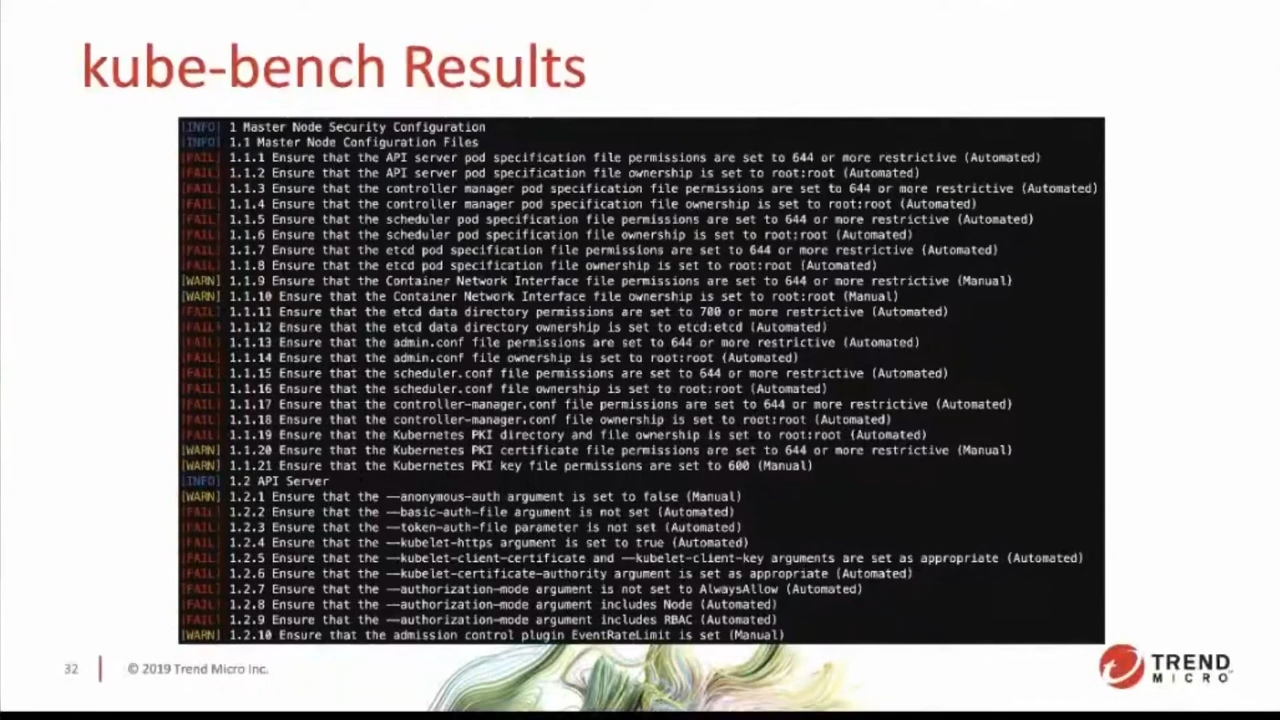 kube-bench Results
[INFO] 1 Master Node Security Configuration
[INFO] 1.1 Master Node Configuration Files
[FAIL] 1.1.1 Ensure that the API server pod specification file permissions are set to 644 or more restrictive (Automated)
[FAIL] 1.1.2 Ensure that the API server pod specification file ownership is set to root:root (Automated)
[FAIL] 1.1.3 Ensure that the controller manager pod specification file permissions are set to 644 or more restrictive (Automated)
[FAIL] 1.1.4 Ensure that the controller manager pod specification file ownership is set to root:root (Automated)
[FAIL] 1.1.5 Ensure that the scheduler pod specification file permissions are set to 644 or more restrictive (Automated)
[FAIL] 1.1.6 Ensure that the scheduler pod specification file ownership is set to root:root (Automated)
[FAIL] 1.1.7 Ensure that the etcd pod specification file permissions are set to 644 or more restrictive (Automated)
[FAIL] 1.1.8 Ensure that the etcd pod specification file ownership is set to root:root (Automated)
[WARN] 1.1.9 Ensure that the Container Network Interface file permissions are set to 644 or more restrictive (Manual)
[WARN] 1.1.10 Ensure that the Container Network Interface file ownership is set to root:root (Manual)
[FAIL] 1.1.11 Ensure that the etcd data directory permissions are set to 700 or more restrictive (Automated)
[FAIL] 1.1.12 Ensure that the etcd data directory ownership is set to etcd:etcd (Automated)
[FAIL] 1.1.13 Ensure that the admin.conf file permissions are set to 644 or more restrictive (Automated)
[FAIL] 1.1.14 Ensure that the admin.conf file ownership is set to root:root (Automated)
[FAIL] 1.1.15 Ensure that the scheduler.conf file permissions are set to 644 or more restrictive (Automated)
[FAIL] 1.1.16 Ensure that the scheduler.conf file ownership is set to root:root (Automated)
[FAIL] 1.1.17 Ensure that the controller-manager.conf file permissions are set to 644 or more restrictive (Automated)
[FAIL] 1.1.18 Ensure that the controller-manager.conf file ownership is set to root:root (Automated)
[FAIL] 1.1.19 Ensure that the Kubernetes PKI directory and file ownership is set to root:root (Automated)
[WARN] 1.1.20 Ensure that the Kubernetes PKI certificate file permissions are set to 644 or more restrictive (Manual)
[WARN] 1.1.21 Ensure that the Kubernetes PKI key file permissions are set to 600 (Manual)
[INFO] 1.2 API Server
[WARN] 1.2.1 Ensure that the --anonymous-auth argument is set to false (Manual)
[FAIL] 1.2.2 Ensure that the --basic-auth-file argument is not set (Automated)
[FAIL] 1.2.3 Ensure that the --token-auth-file parameter is not set (Automated)
[FAIL] 1.2.4 Ensure that the --kubelet-https argument is set to true (Automated)
[FAIL] 1.2.5 Ensure that the --kubelet-client-certificate and --kubelet-client-key arguments are set as appropriate (Automated)
[FAIL] 1.2.6 Ensure that the --kubelet-certificate-authority argument is set as appropriate (Automated)
[FAIL] 1.2.7 Ensure that the --authorization-mode argument is not set to AlwaysAllow (Automated)
[FAIL] 1.2.8 Ensure that the --authorization-mode argument includes Node (Automated)
[FAIL] 1.2.9 Ensure that the --authorization-mode argument includes RBAC (Automated)
[WARN] 1.2.10 Ensure that the admission control plugin EventRateLimit is set (Manual)
32
© 2019 Trend Micro Inc.
TREND
MICRO